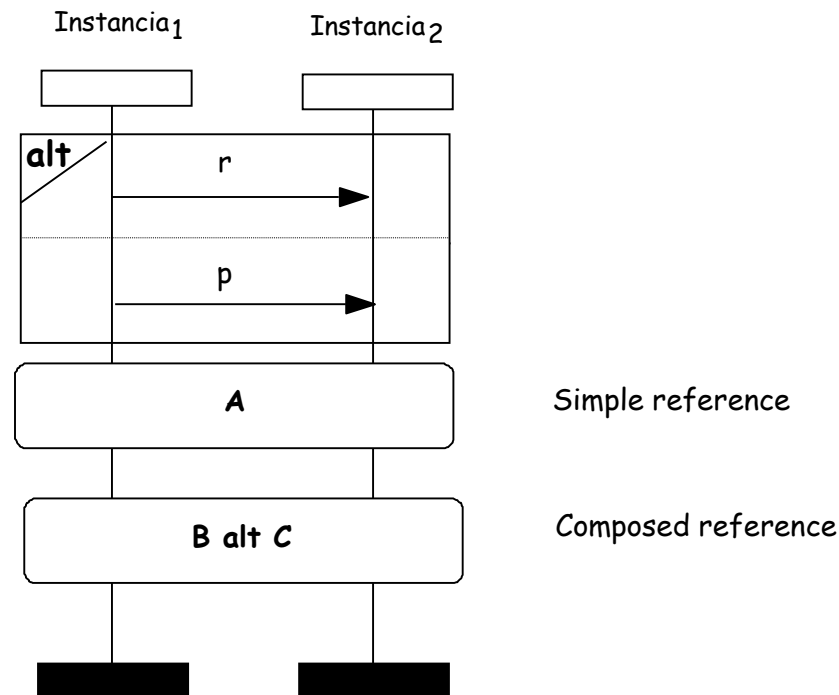 Instancia1
Instancia2
alt
r
p
A
Simple reference
B alt C
Composed reference